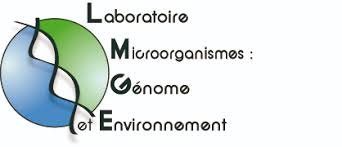 Laboratoire
Microorganismes :
Génome
et Environnement